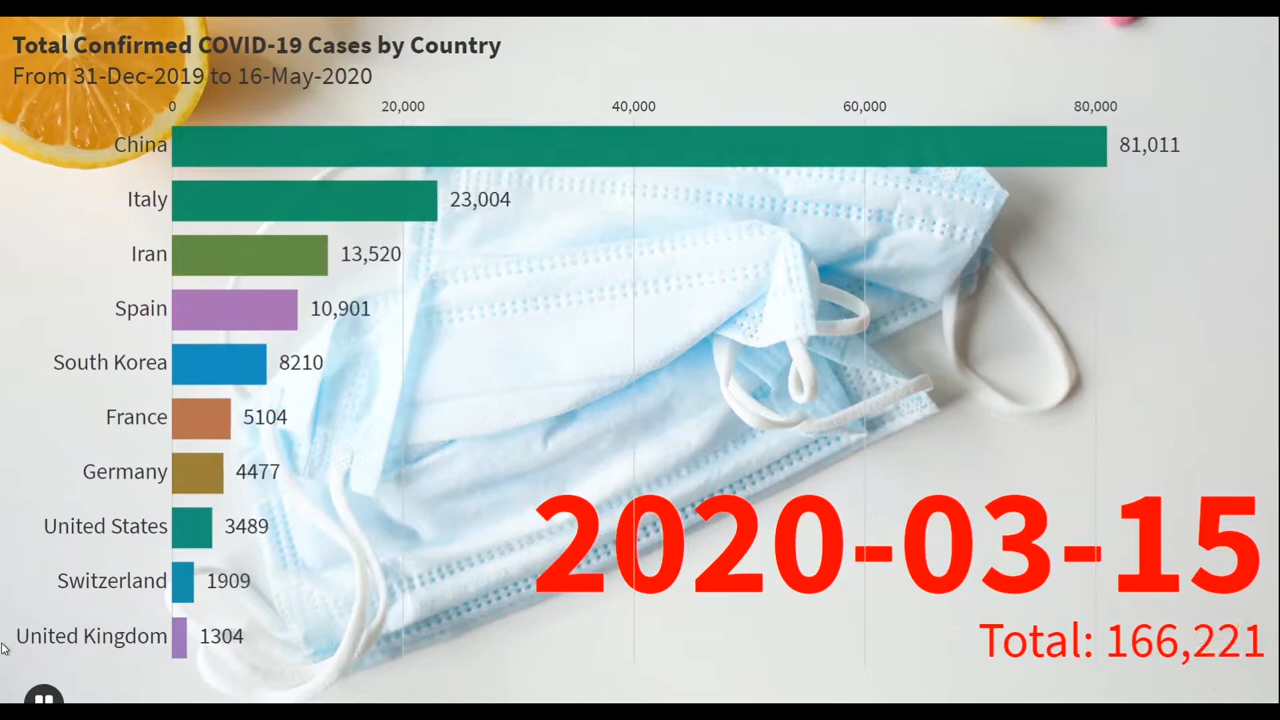 Total Confirmed COVID-19 Cases by Country
From 31-Dec-2019 to 16-May-2020
0 20,000 40,000 60,000 80,000
China 81,011
Italy 23,004
Iran 13,520
Spain 10,901
South Korea 8210
France 5104
Germany 4477
United States 3489
Switzerland 1909
United Kingdom 1304
2020-03-15
Total: 166,221